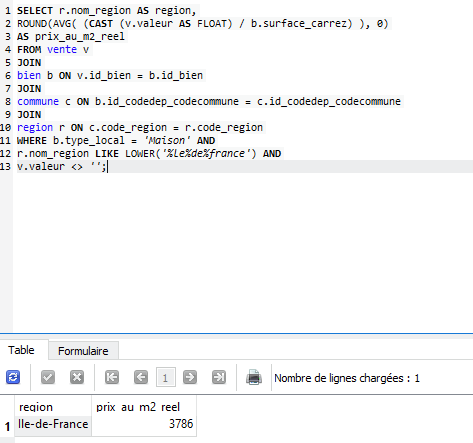 1 SELECT r.nom_region AS region,
2 ROUND(AVG( (CAST (v.valeur AS FLOAT) / b.surface_carrez) ), 0)
3 AS prix_au_m2_reel
4 FROM vente v
5 JOIN
6 bien b ON v.id_bien = b.id_bien
7 JOIN
8 commune c ON b.id_codedep_codecommune = c.id_codedep_codecommune
9 JOIN
10 region r ON c.code_region = r.code_region
11 WHERE b.type_local = 'Maison' AND
12 r.nom_region LIKE LOWER('%le%de%france') AND
13 v.valeur <> '';
Table Formulaire
1 Nombre de lignes chargées : 1
region prix_au_m2_reel
1 Ile-de-France 3786